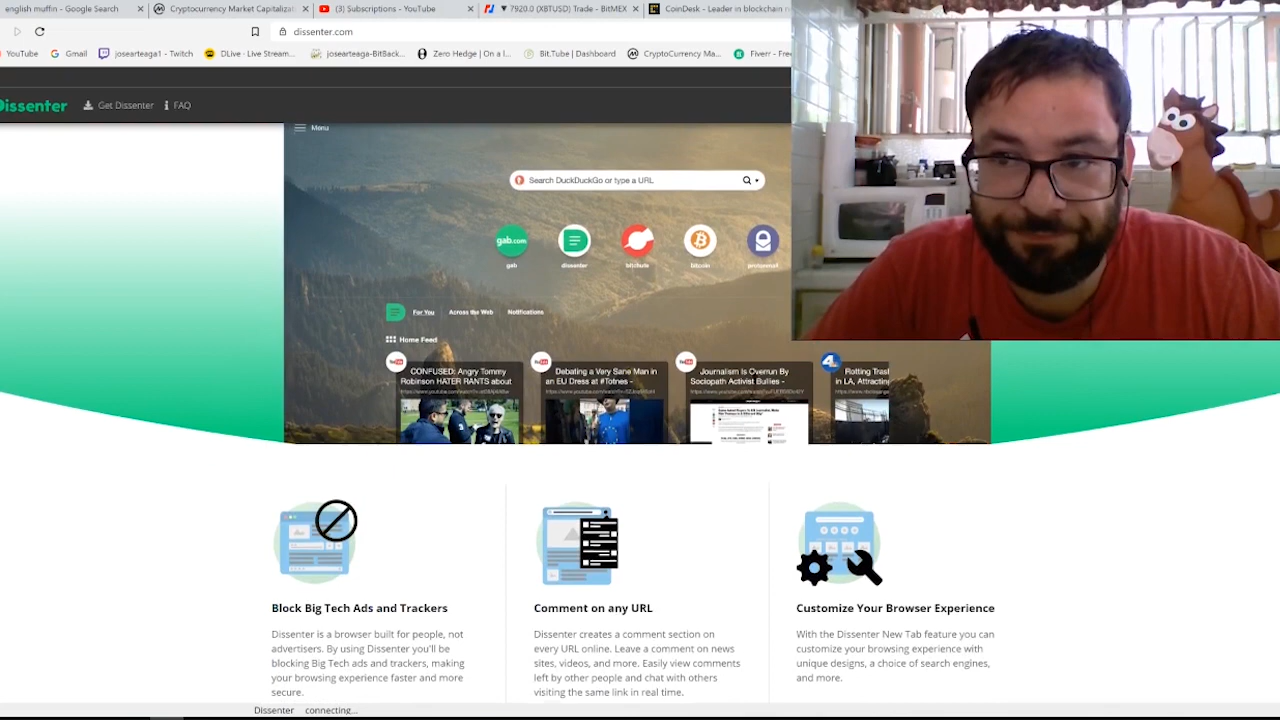 english muffin - Google Search
Cryptocurrency Market Capitalizat
(3) Subscriptions - YouTube
▼ 7920.0 (XBTUSD) Trade - BitMEX
CoinDesk - Leader in blockchain n
dissenter.com
YouTube
Gmail
josearteaga1 - Twitch
DLive - Live Stream...
josearteaga-BitBack...
Zero Hedge | On a l...
Bit.Tube | Dashboard
CryptoCurrency Ma...
Fiverr - Free
Dissenter
Get Dissenter
FAQ
Menu
Search DuckDuckGo or type a URL
gab.com
gab
dissenter
bitchute
bitcoin
protonmail
For You
Across the Web
Notifications
Home Feed
CONFUSED: Angry Tommy
Robinson HATER RANTS about
Debating a Very Sane Man in
an EU Dress at #Totnes -
Journalism Is Overrun By
Sociopath Activist Bullies -
Rotting Trash
in LA, Attracting
Block Big Tech Ads and Trackers
Dissenter is a browser built for people, not
advertisers. By using Dissenter you'll be
blocking Big Tech ads and trackers, making
your browsing experience faster and more
secure.
Comment on any URL
Dissenter creates a comment section on
every URL online. Leave a comment on news
sites, videos, and more. Easily view comments
left by other people and chat with others
visiting the same link in real time.
Customize Your Browser Experience
With the Dissenter New Tab feature you can
customize your browsing experience with
unique designs, a choice of search engines,
and more.
Dissenter connecting...